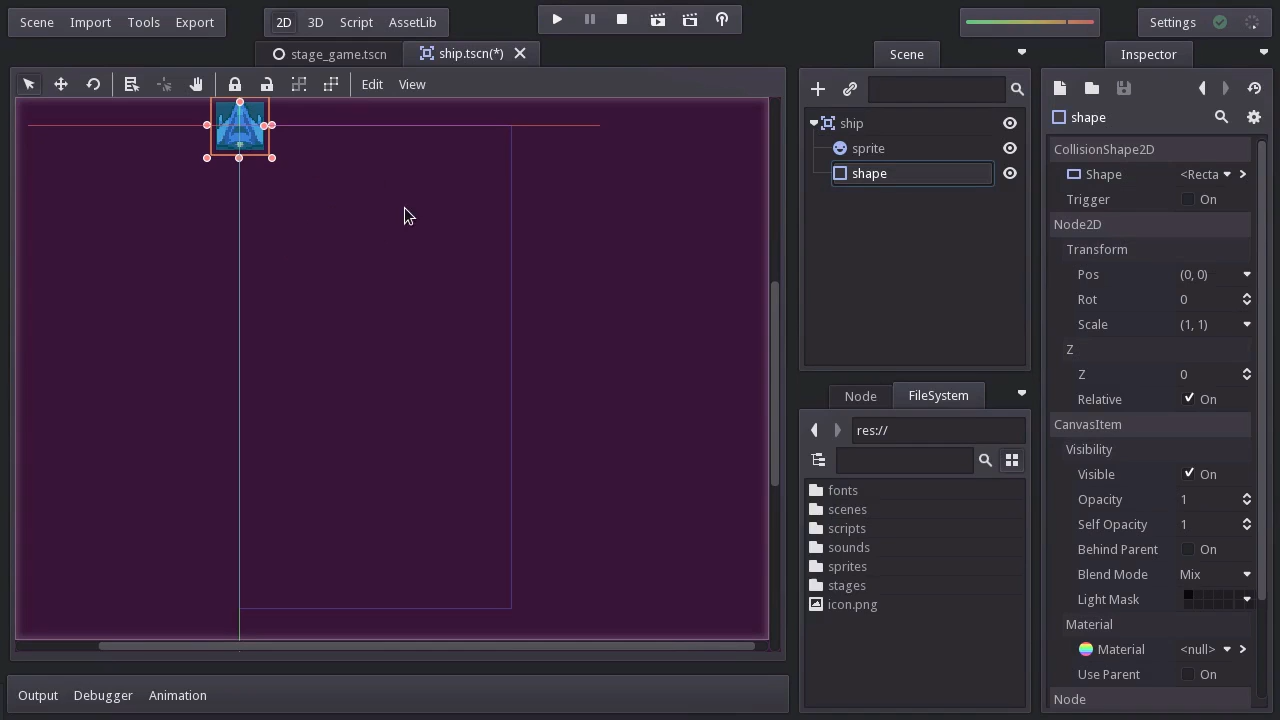 Scene Import Tools Export
2D 3D Script AssetLib
Settings
stage_game.tscn
ship.tscn(*)
Edit View
Scene
ship
sprite
shape
Node FileSystem
res://
fonts
scenes
scripts
sounds
sprites
stages
icon.png
Inspector
shape
CollisionShape2D
Shape <Recta
Trigger On
Node2D
Transform
Pos (0, 0)
Rot 0
Scale (1, 1)
Z
Z 0
Relative On
CanvasItem
Visibility
Visible On
Opacity 1
Self Opacity 1
Behind Parent On
Blend Mode Mix
Light Mask
Material
Material <null>
Use Parent On
Node
Output Debugger Animation